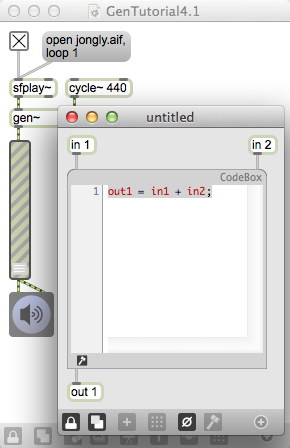 GenTutorial4.1
open jongly.aif,
loop 1
sfplay~
cycle~ 440
gen~
untitled
in 1
in 2
CodeBox
1 out1 = in1 + in2;
out 1